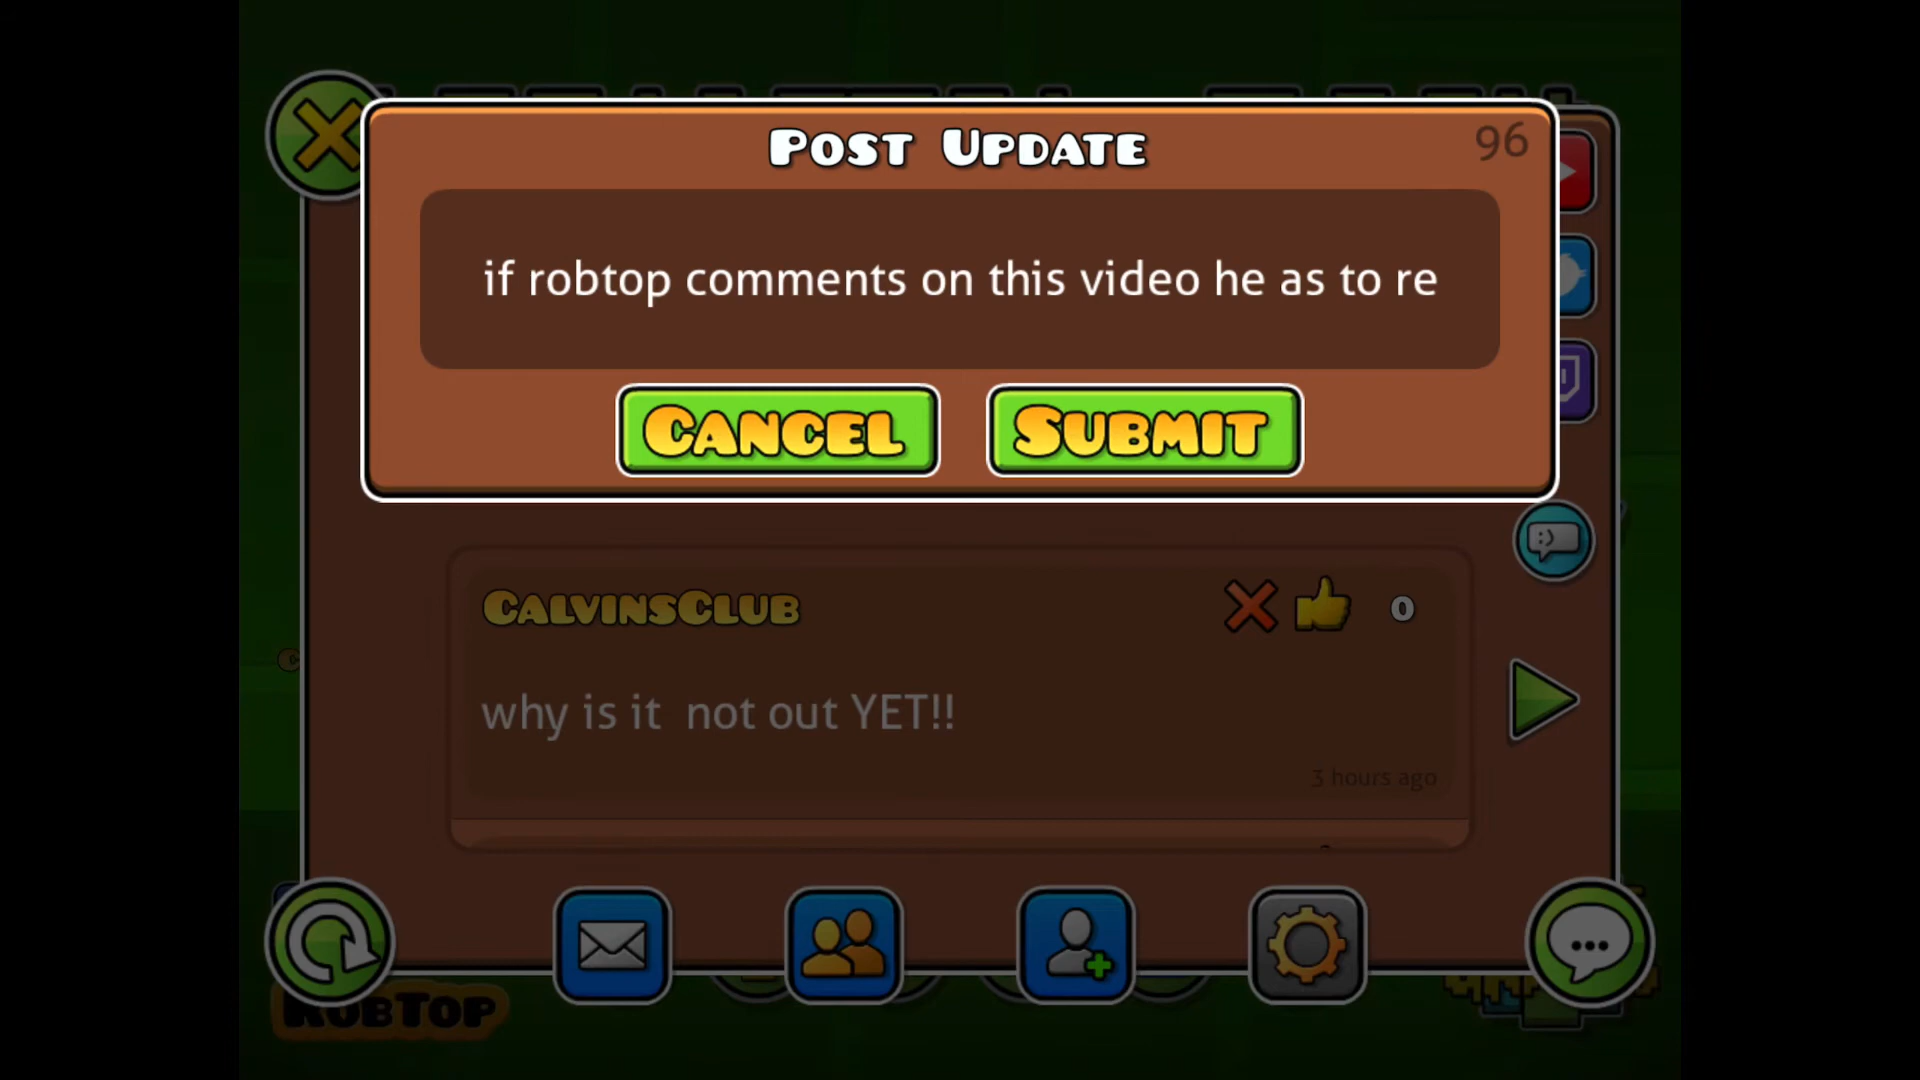 Post Update
96
if robtop comments on this video he as to re
Cancel
Submit
CalvinsClub
0
why is it  not out YET!!
3 hours ago
RobTop